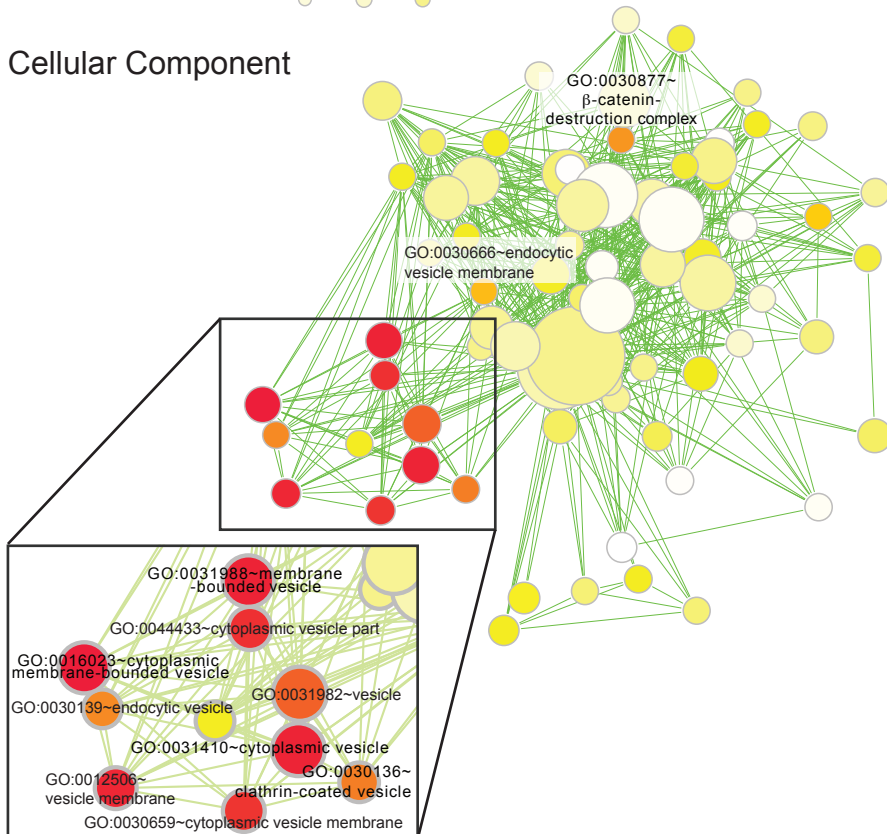 Cellular Component
GO:0030877~
β-catenin-
destruction complex
GO:0030666~endocytic
vesicle membrane
GO:0031988~membrane
-bounded vesicle
GO:0044433~cytoplasmic vesicle part
GO:0016023~cytoplasmic
membrane-bounded vesicle
GO:0031982~vesicle
GO:0030139~endocytic vesicle
GO:0031410~cytoplasmic vesicle
GO:0030136~
clathrin-coated vesicle
GO:0012506~
vesicle membrane
GO:0030659~cytoplasmic vesicle membrane